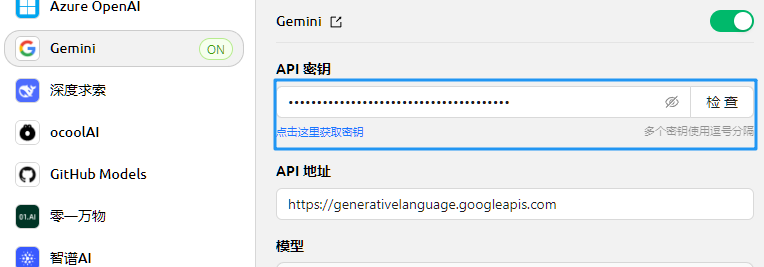 Azure OpenAI
Gemini
ON
深度求索
ocoolAI
GitHub Models
01.AI
零一万物
智谱AI
Gemini
API 密钥
••••••••••••••••••••••••••••••••••••••
检 查
点击这里获取密钥
多个密钥使用逗号分隔
API 地址
https://generativelanguage.googleapis.com
模型